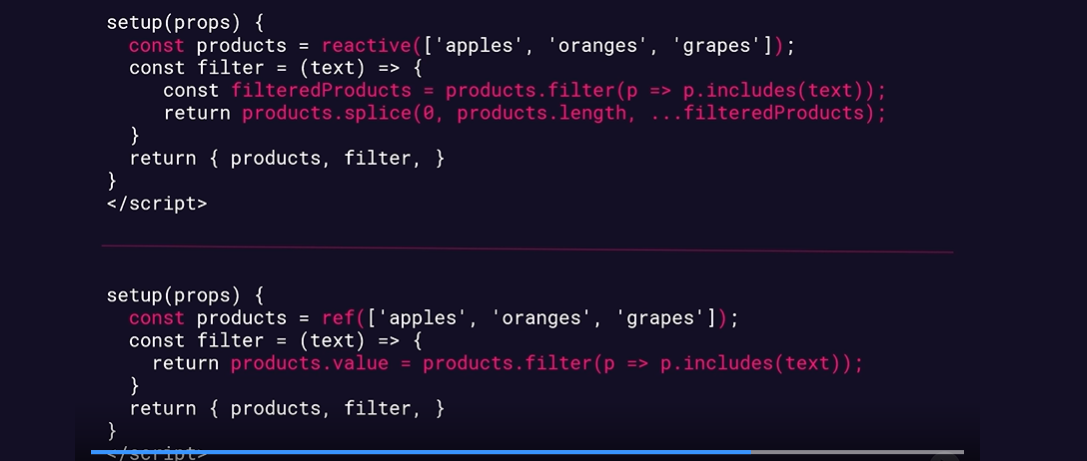 setup(props) {
const products = reactive(['apples', 'oranges', 'grapes']);
const filter = (text) => {
const filteredProducts = products.filter(p => p.includes(text));
return products.splice(0, products.length, ...filteredProducts);
}
return { products, filter, }
}
</script>
setup(props) {
const products = ref(['apples', 'oranges', 'grapes']);
const filter = (text) => {
return products.value = products.filter(p => p.includes(text));
}
return { products, filter, }
}
</script>